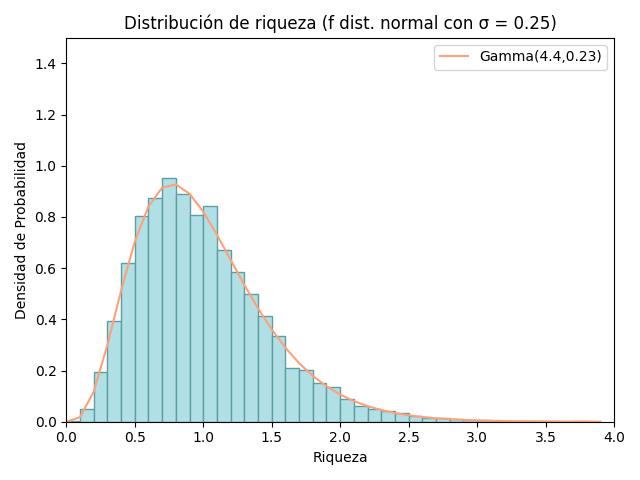 Distribución de riqueza (f dist. normal con σ = 0.25)
Gamma(4.4,0.23)
Densidad de Probabilidad
1.4
1.2
1.0
0.8
0.6
0.4
0.2
0.0
0.0 0.5 1.0 1.5 2.0 2.5 3.0 3.5 4.0
Riqueza